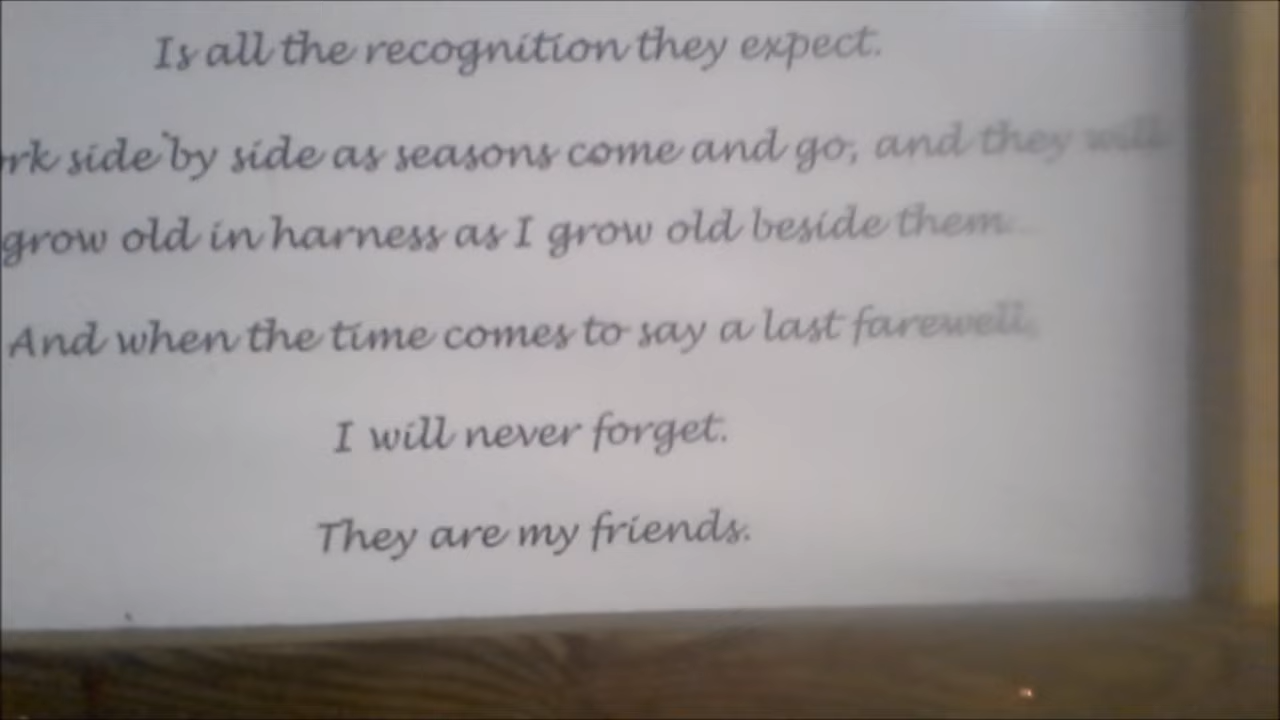 Is all the recognition they expect.
rk side by side as seasons come and go, and they will
grow old in harness as I grow old beside them.
And when the time comes to say a last farewell,
I will never forget.
They are my friends.